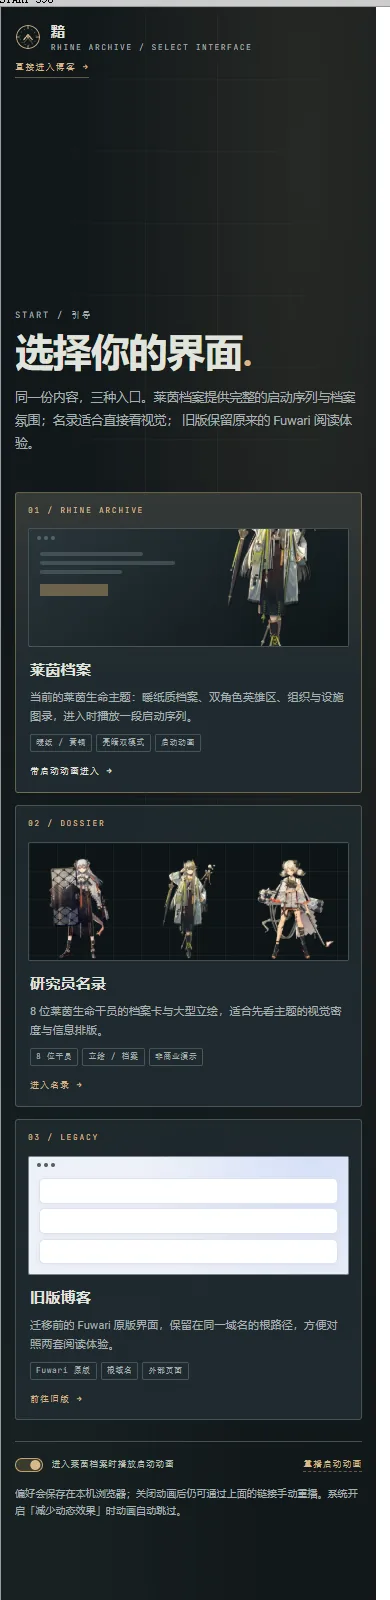 黯
RHINE ARCHIVE / SELECT INTERFACE
直接进入博客 →
START / 引导
选择你的界面.
同一份内容，三种入口。莱茵档案提供完整的启动序列与档案
氛围；名录适合直接看视觉； 旧版保留原来的 Fuwari 阅读体
验。
01 / RHINE ARCHIVE
莱茵档案
当前的莱茵生命主题：暖纸质档案、双角色英雄区、组织与设施
图录，进入时播放一段启动序列。
暖纸 / 黄铜
亮暗双模式
启动动画
带启动动画进入 →
02 / DOSSIER
研究员名录
8 位莱茵生命干员的档案卡与大型立绘，适合先看主题的视觉密
度与信息排版。
8 位干员
立绘 / 档案
非商业演示
进入名录 →
03 / LEGACY
旧版博客
迁移前的 Fuwari 原版界面，保留在同一域名的根路径，方便对
照两套阅读体验。
Fuwari 原版
根域名
外部页面
前往旧版 →
进入莱茵档案时播放启动动画
重播启动动画
偏好会保存在本机浏览器；关闭动画后仍可通过上面的链接手动重播。系统开
启「减少动态效果」时动画自动跳过。